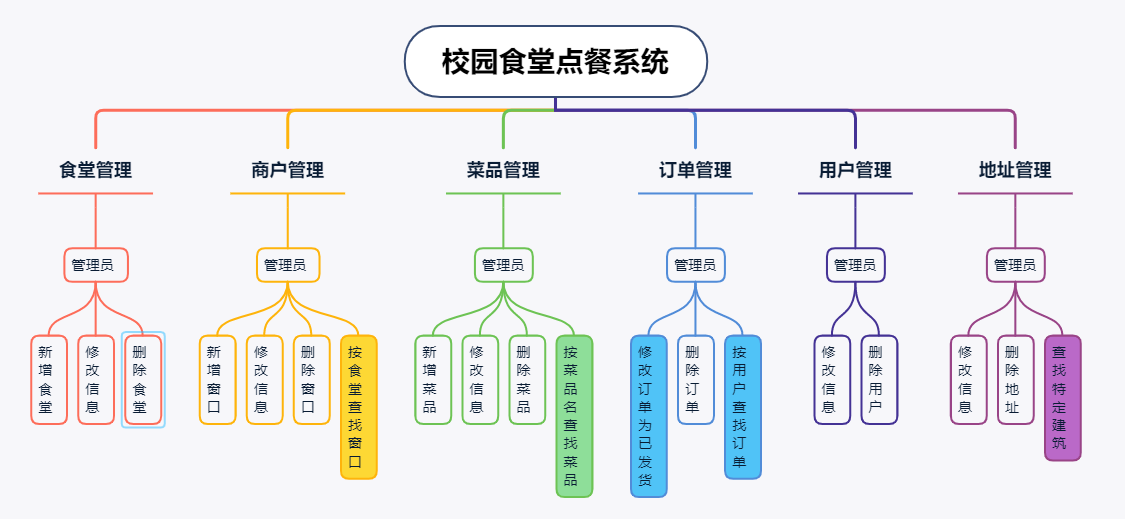 校园食堂点餐系统
食堂管理
商户管理
菜品管理
订单管理
用户管理
地址管理
管理员
管理员
管理员
管理员
管理员
管理员
新增食堂
修改信息
删除食堂
新增窗口
修改信息
删除窗口
按食堂查找窗口
新增菜品
修改信息
删除菜品
按菜品名查找菜品
修改订单为已发货
删除订单
按用户查找订单
修改信息
删除用户
修改信息
删除地址
查找特定建筑